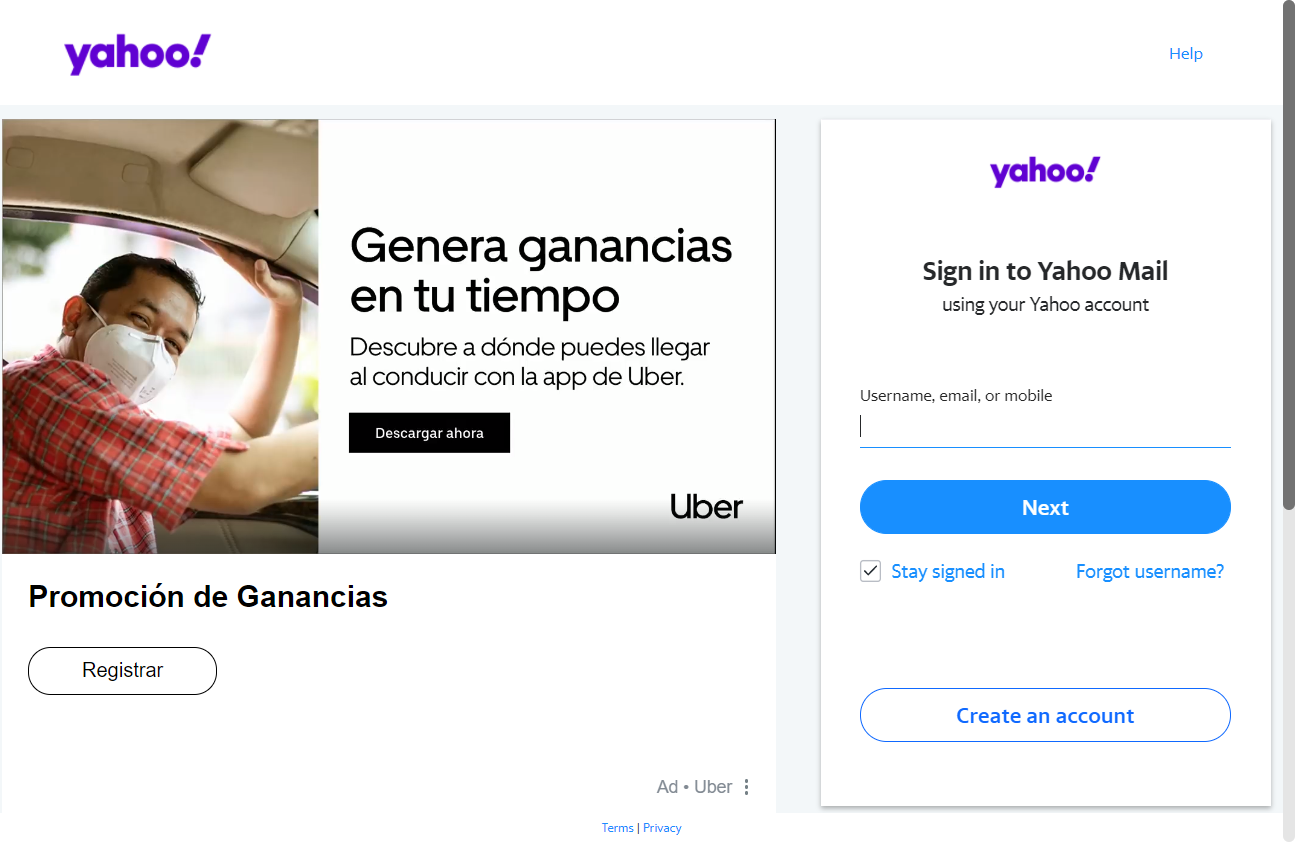 yahoo!
Help
Genera ganancias
en tu tiempo
Descubre a dónde puedes llegar
al conducir con la app de Uber.
Descargar ahora
Uber
Promoción de Ganancias
Registrar
Ad • Uber
yahoo!
Sign in to Yahoo Mail
using your Yahoo account
Username, email, or mobile
Next
Stay signed in
Forgot username?
Create an account
Terms | Privacy